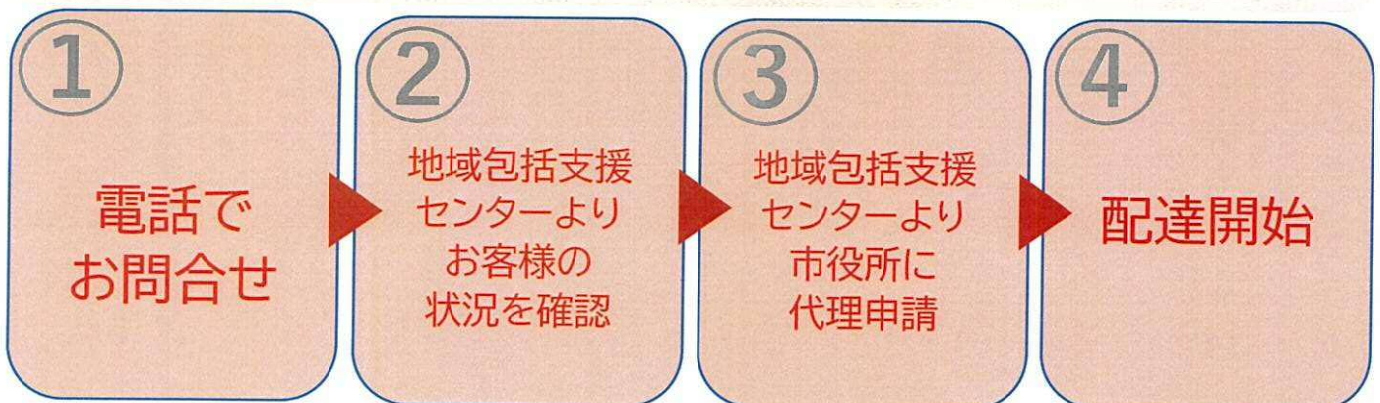 ①
電話で
お問合せ
②
地域包括支援
センターより
お客様の
状況を確認
③
地域包括支援
センターより
市役所に
代理申請
④
配達開始